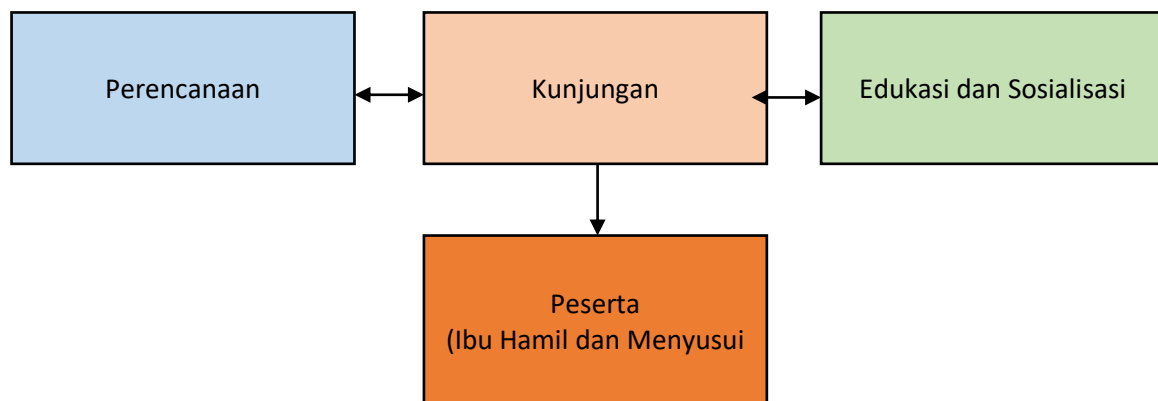 Perencanaan
Kunjungan
Edukasi dan Sosialisasi
Peserta
(Ibu Hamil dan Menyusui